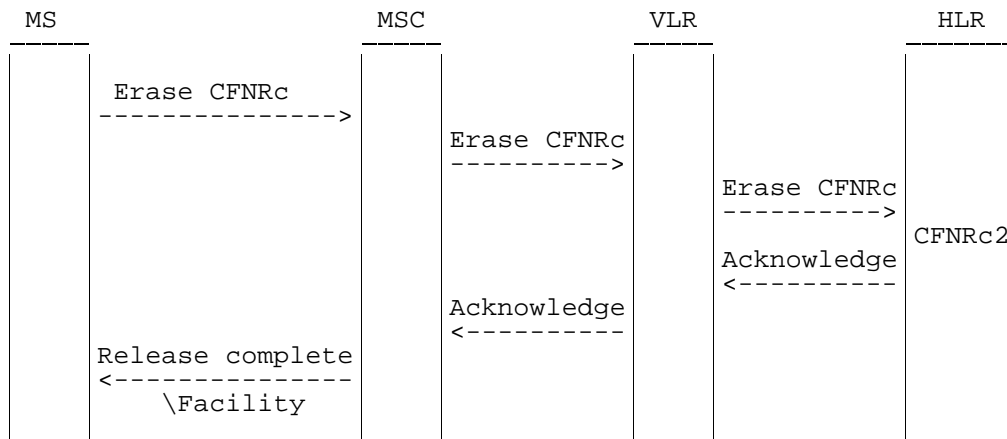 MS MSC VLR HLR
Erase CFNRc
Erase CFNRc
Erase CFNRc
CFNRc2
Acknowledge
Acknowledge
Release complete
\Facility